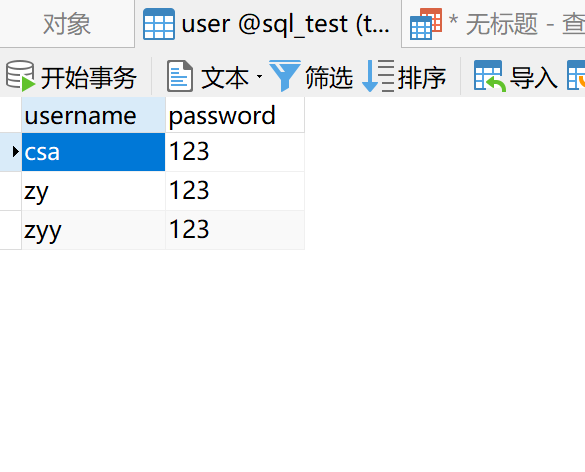 对象 user @sql_test (t... * 无标题 - 查
开始事务 文本 筛选 排序 导入
username password
csa 123
zy 123
zyy 123